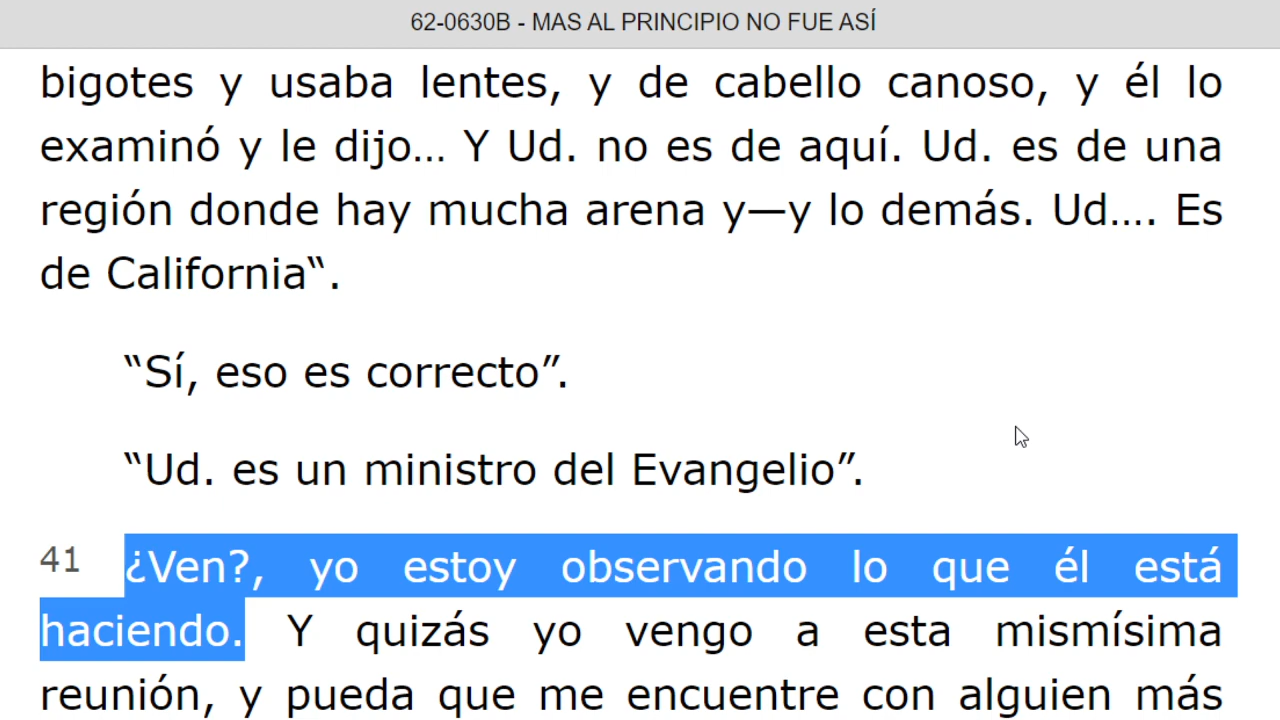 62-0630B - MAS AL PRINCIPIO NO FUE ASÍ
bigotes y usaba lentes, y de cabello canoso, y él lo
examinó y le dijo… Y Ud. no es de aquí. Ud. es de una
región donde hay mucha arena y—y lo demás. Ud…. Es
de California“.
“Sí, eso es correcto”.
“Ud. es un ministro del Evangelio”.
41 ¿Ven?, yo estoy observando lo que él está
haciendo. Y quizás yo vengo a esta mismísima
reunión, y pueda que me encuentre con alguien más